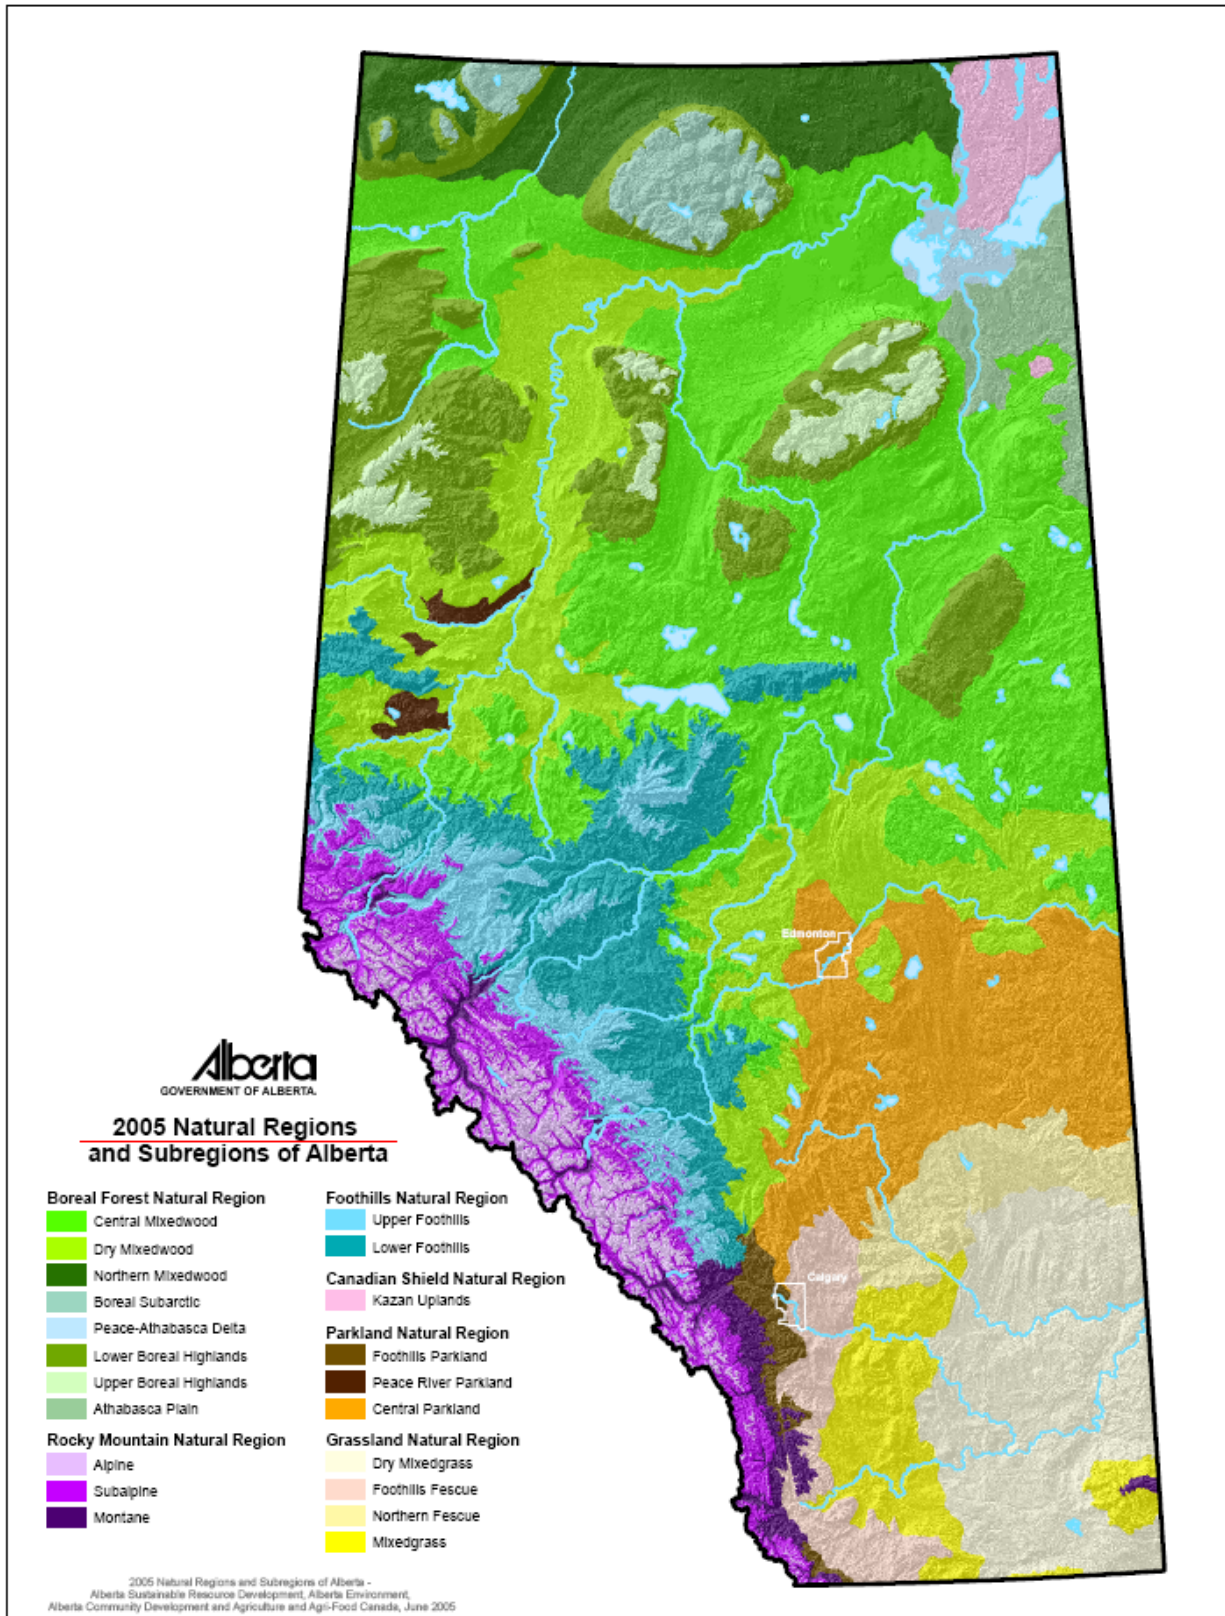 Edmonton
Calgary
Alberta
GOVERNMENT OF ALBERTA.
2005 Natural Regions
and Subregions of Alberta
Boreal Forest Natural Region
Central Mixedwood
Dry Mixedwood
Northern Mixedwood
Boreal Subarctic
Peace-Athabasca Delta
Lower Boreal Highlands
Upper Boreal Highlands
Athabasca Plain
Rocky Mountain Natural Region
Alpine
Subalpine
Montane
Foothills Natural Region
Upper Foothills
Lower Foothills
Canadian Shield Natural Region
Kazan Uplands
Parkland Natural Region
Foothills Parkland
Peace River Parkland
Central Parkland
Grassland Natural Region
Dry Mixedgrass
Foothills Fescue
Northern Fescue
Mixedgrass
2005 Natural Regions and Subregions of Alberta -
Alberta Sustainable Resource Development, Alberta Environment,
Alberta Community Development and Agriculture and Agri-Food Canada, June 2005